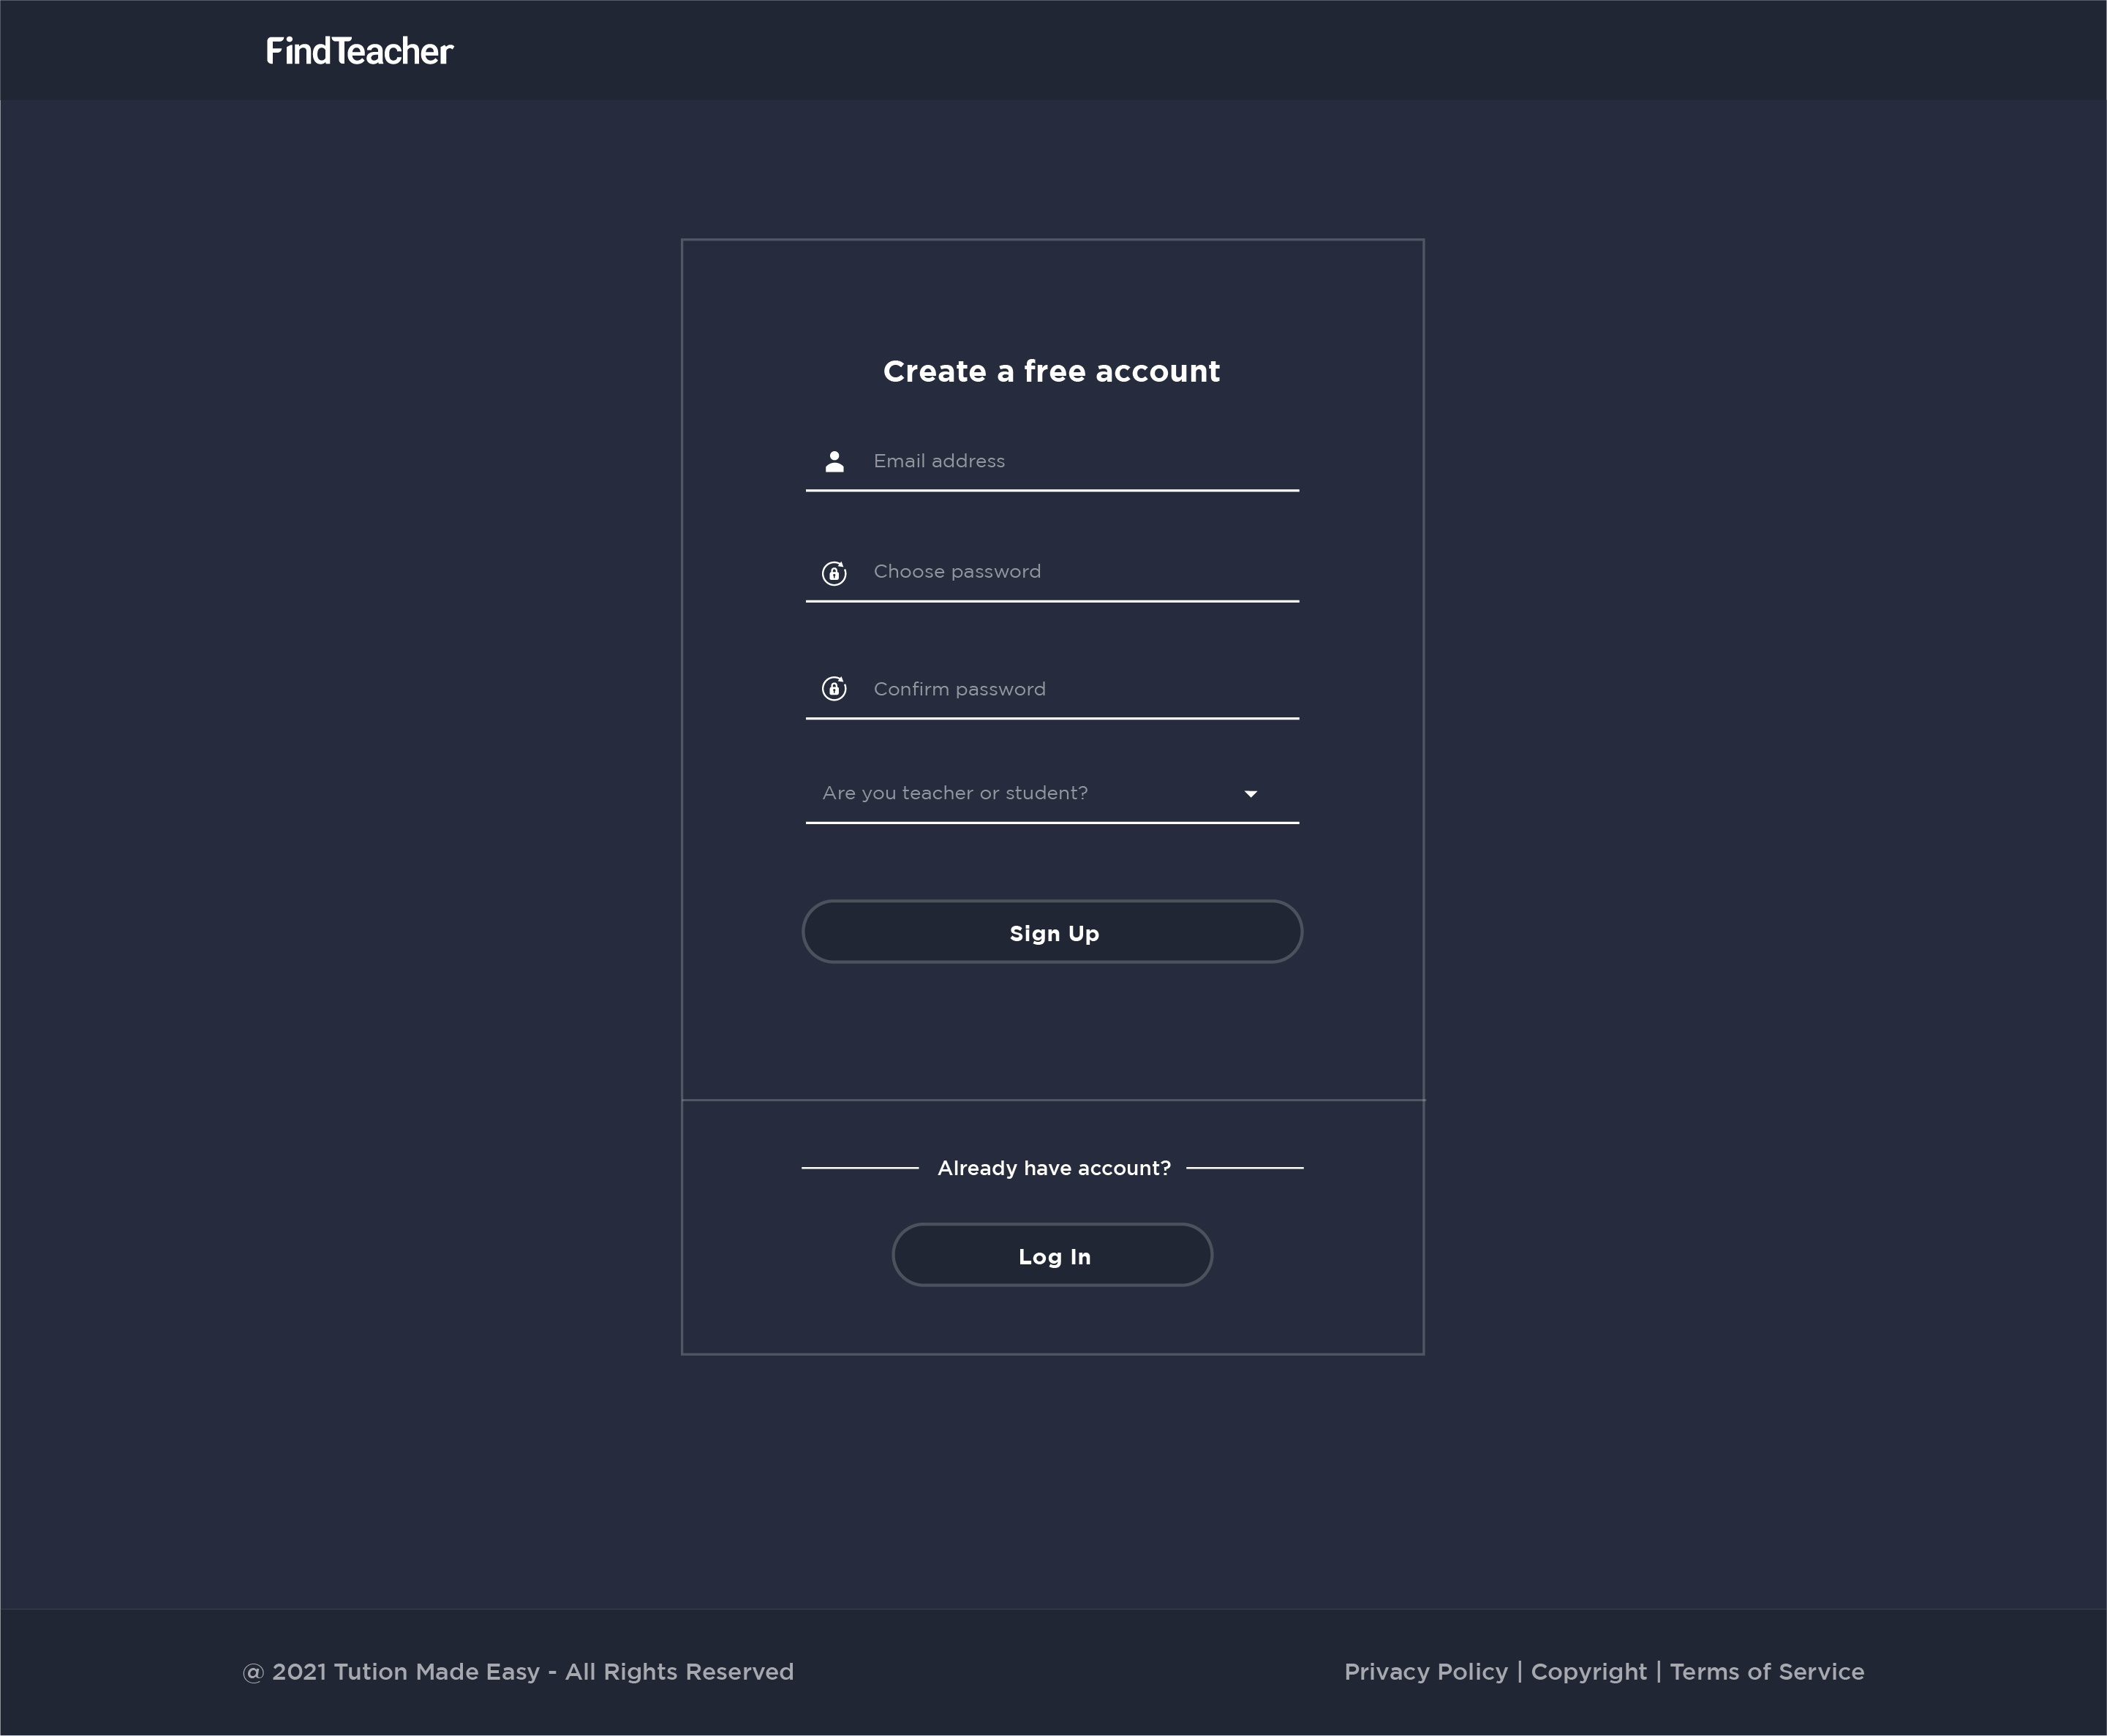 FindTeacher
Create a free account
Email address
Choose password
Confirm password
Are you teacher or student?
Sign Up
Already have account?
Log In
@ 2021 Tution Made Easy - All Rights Reserved
Privacy Policy | Copyright | Terms of Service